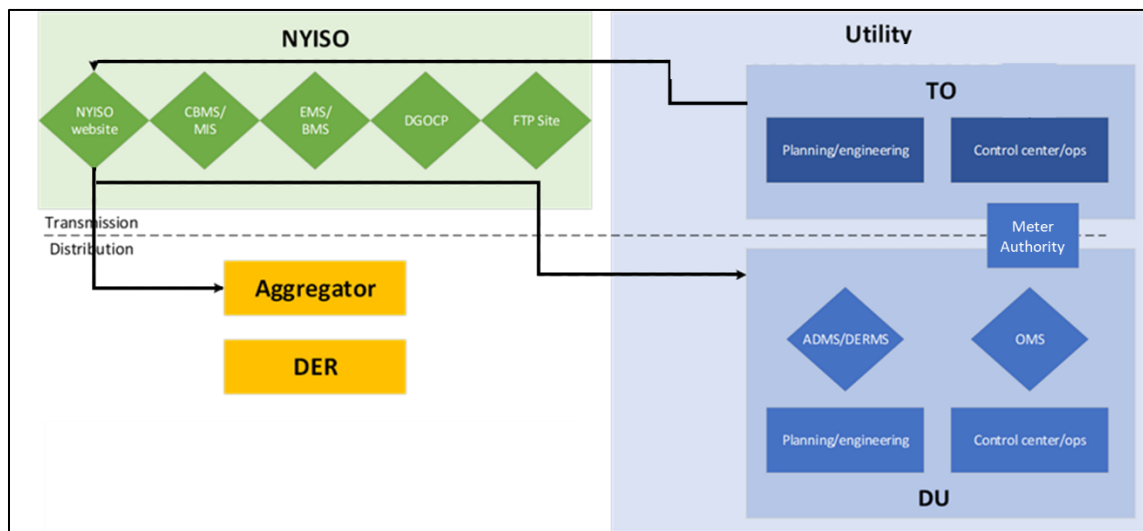 NYISO
NYISO
website
CBMS/
MIS
EMS/
BMS
DGOCP
FTP Site
Transmission
Distribution
Aggregator
DER
Utility
TO
Planning/engineering
Control center/ops
Meter
Authority
ADMS/DERMS
OMS
Planning/engineering
Control center/ops
DU